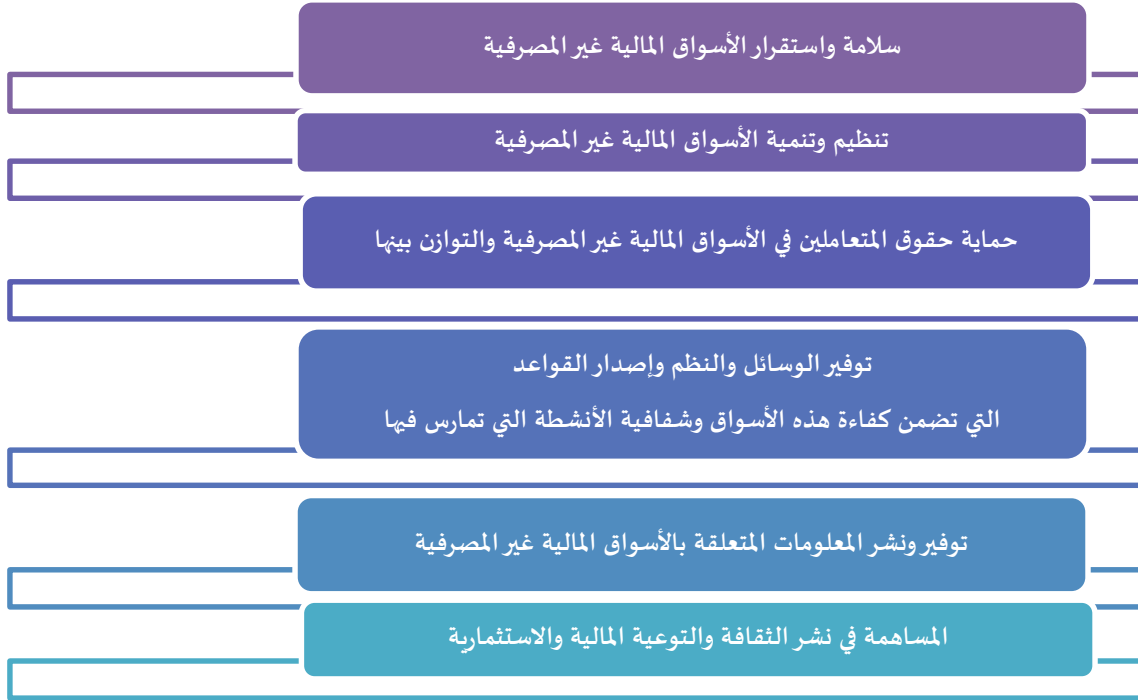 سلامة واستقرار الأسواق المالية غير المصرفية
تنظيم وتنمية الأسواق المالية غير المصرفية
حماية حقوق المتعاملين في الأسواق المالية غير المصرفية والتوازن بينها
توفير الوسائل والنظم وإصدار القواعد
التي تضمن كفاءة هذه الأسواق وشفافية الأنشطة التي تمارس فيها
توفير ونشر المعلومات المتعلقة بالأسواق المالية غير المصرفية
المساهمة في نشر الثقافة والتوعية المالية والاستثمارية